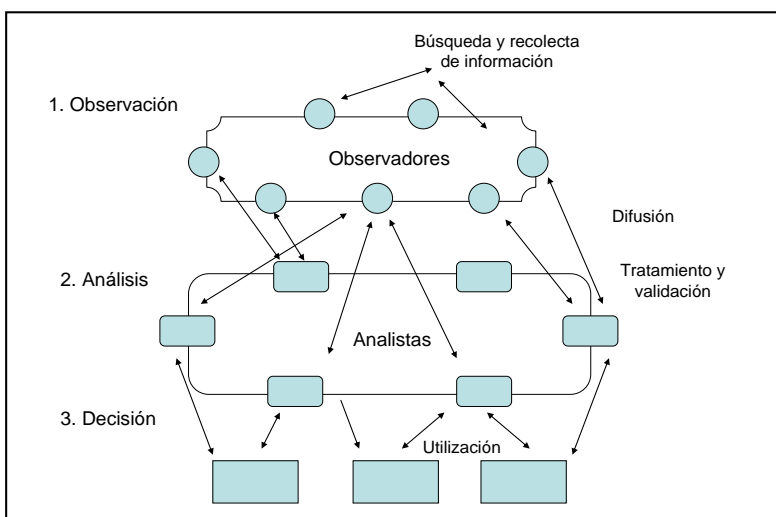 Búsqueda y recolecta
de información
1. Observación
Observadores
Difusión
2. Análisis
Tratamiento y
validación
Analistas
3. Decisión
Utilización